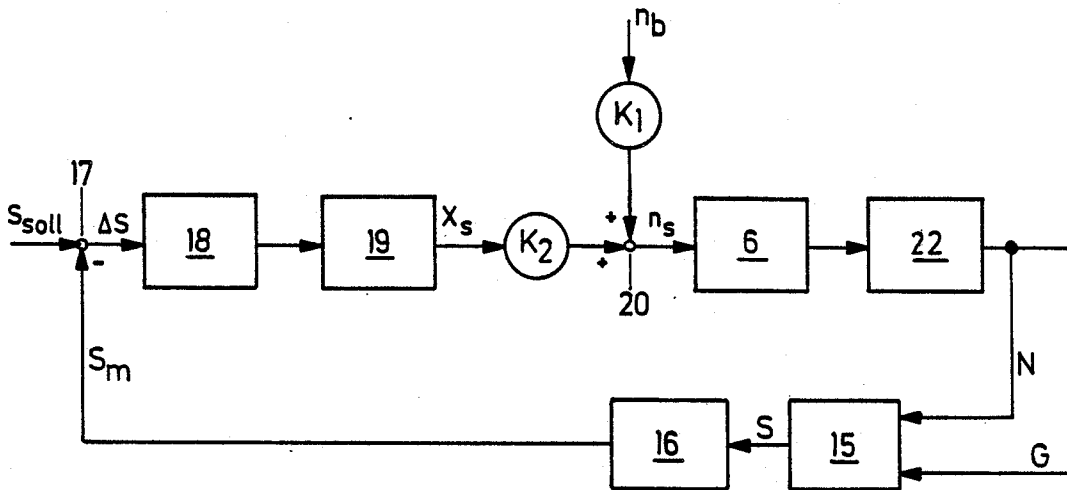 n_b
K_1
17
S_soll
ΔS
18
19
X_s
K_2
+
+
n_s
20
6
22
-
S_m
N
16
S
15
G